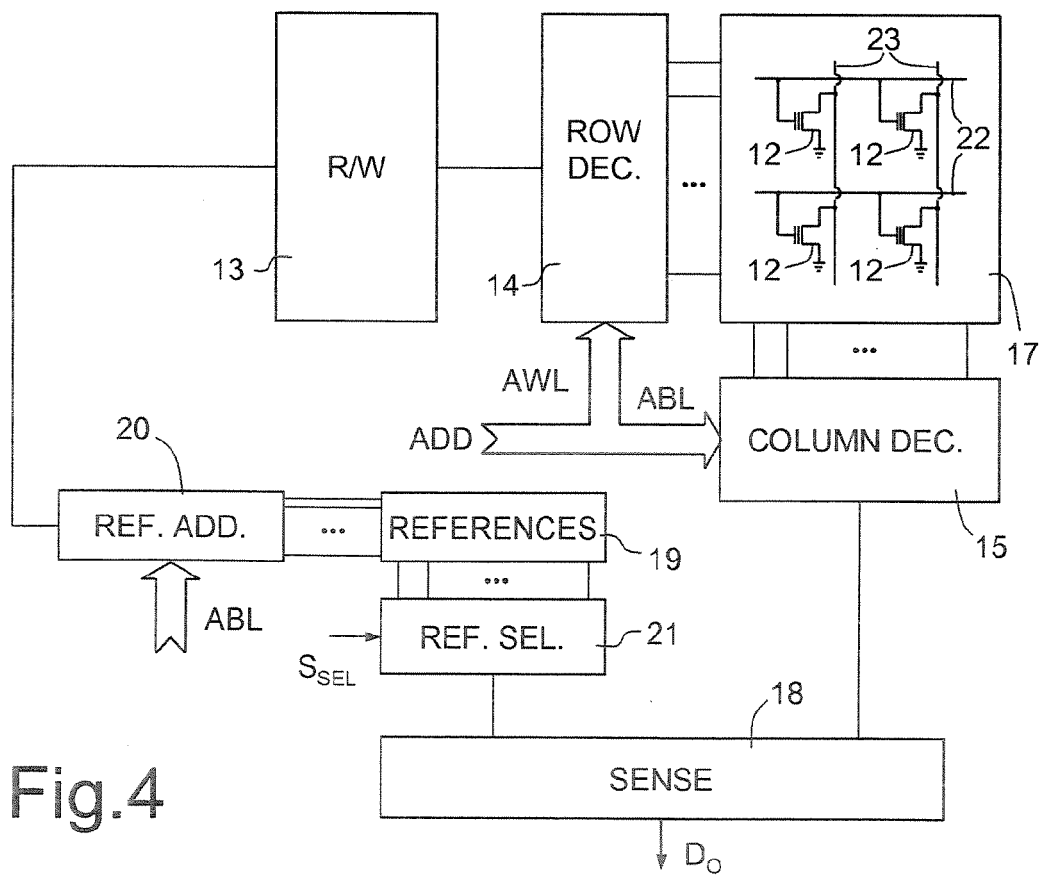 23
R/W
ROW
DEC.
...
12
12
22
12
12
13
14
17
...
AWL
ABL
ADD
COLUMN DEC.
20
REF. ADD.
...
REFERENCES
19
15
...
ABL
REF. SEL.
21
S_SEL
18
SENSE
Fig.4
D_O